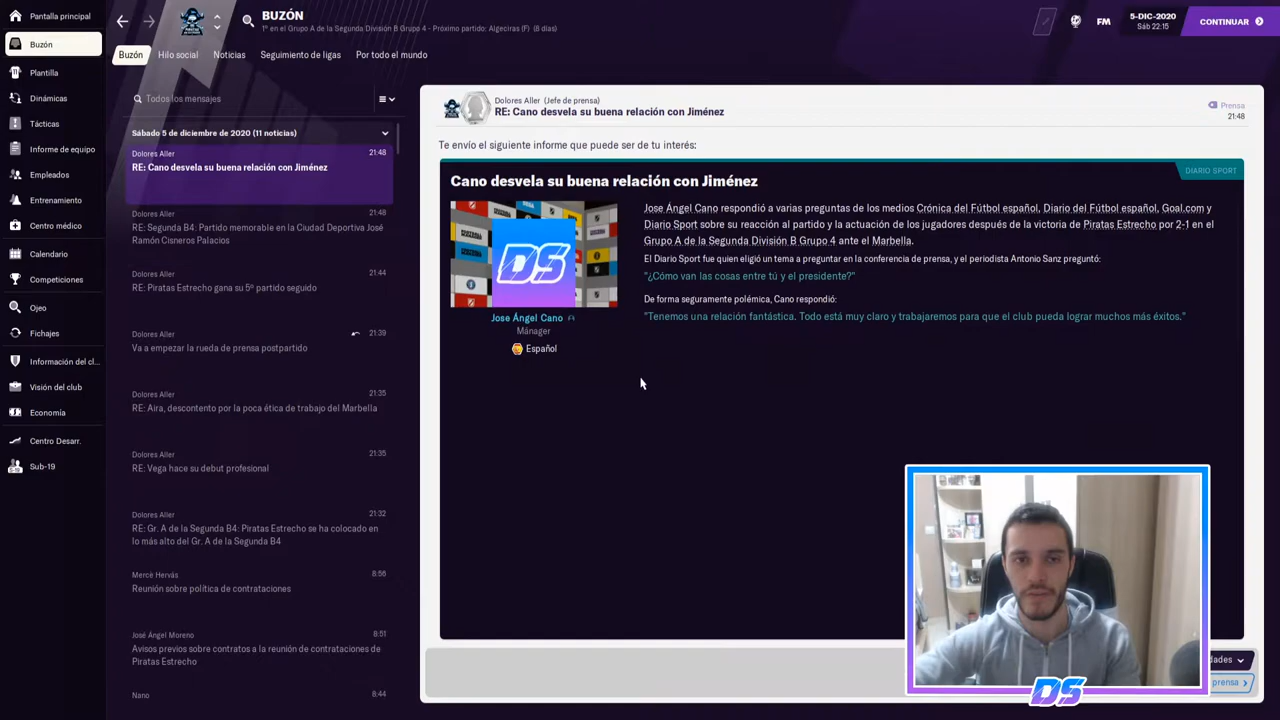 Pantalla principal
Buzón
Plantilla
Dinámicas
Tácticas
Informe de equipo
Empleados
Entrenamiento
Centro médico
Calendario
Competiciones
Ojeo
Fichajes
Información del cl...
Visión del club
Economía
Centro Desarr.
Sub-19
BUZÓN
1º en el Grupo A de la Segunda División B Grupo 4 - Próximo partido: Algeciras (F) (8 días)
FM
5-DIC-2020
Sáb 22:15
CONTINUAR
Buzón
Hilo social
Noticias
Seguimiento de ligas
Por todo el mundo
Todos los mensajes
Sábado 5 de diciembre de 2020 (11 noticias)
Dolores Aller 21:48
RE: Cano desvela su buena relación con Jiménez
Dolores Aller 21:48
RE: Segunda B4: Partido memorable en la Ciudad Deportiva José
Ramón Cisneros Palacios
Dolores Aller 21:44
RE: Piratas Estrecho gana su 5º partido seguido
Dolores Aller 21:39
Va a empezar la rueda de prensa postpartido
Dolores Aller 21:35
RE: Aira, descontento por la poca ética de trabajo del Marbella
Dolores Aller 21:35
RE: Vega hace su debut profesional
Dolores Aller 21:32
RE: Gr. A de la Segunda B4: Piratas Estrecho se ha colocado en
lo más alto del Gr. A de la Segunda B4
Mercè Hervás 8:56
Reunión sobre política de contrataciones
José Ángel Moreno 8:51
Avisos previos sobre contratos a la reunión de contrataciones de
Piratas Estrecho
Nano 8:44
Dolores Aller (Jefe de prensa)
RE: Cano desvela su buena relación con Jiménez
Prensa
21:48
Te envío el siguiente informe que puede ser de tu interés:
DIARIO SPORT
Cano desvela su buena relación con Jiménez
DS
Jose Ángel Cano
Mánager
Español
Jose Ángel Cano respondió a varias preguntas de los medios Crónica del Fútbol español, Diario del Fútbol español, Goal.com y
Diario Sport sobre su reacción al partido y la actuación de los jugadores después de la victoria de Piratas Estrecho por 2-1 en el
Grupo A de la Segunda División B Grupo 4 ante el Marbella.
El Diario Sport fue quien eligió un tema a preguntar en la conferencia de prensa, y el periodista Antonio Sanz preguntó:
"¿Cómo van las cosas entre tú y el presidente?"
De forma seguramente polémica, Cano respondió:
"Tenemos una relación fantástica. Todo está muy claro y trabajaremos para que el club pueda lograr muchos más éxitos."
dades
prensa
DS